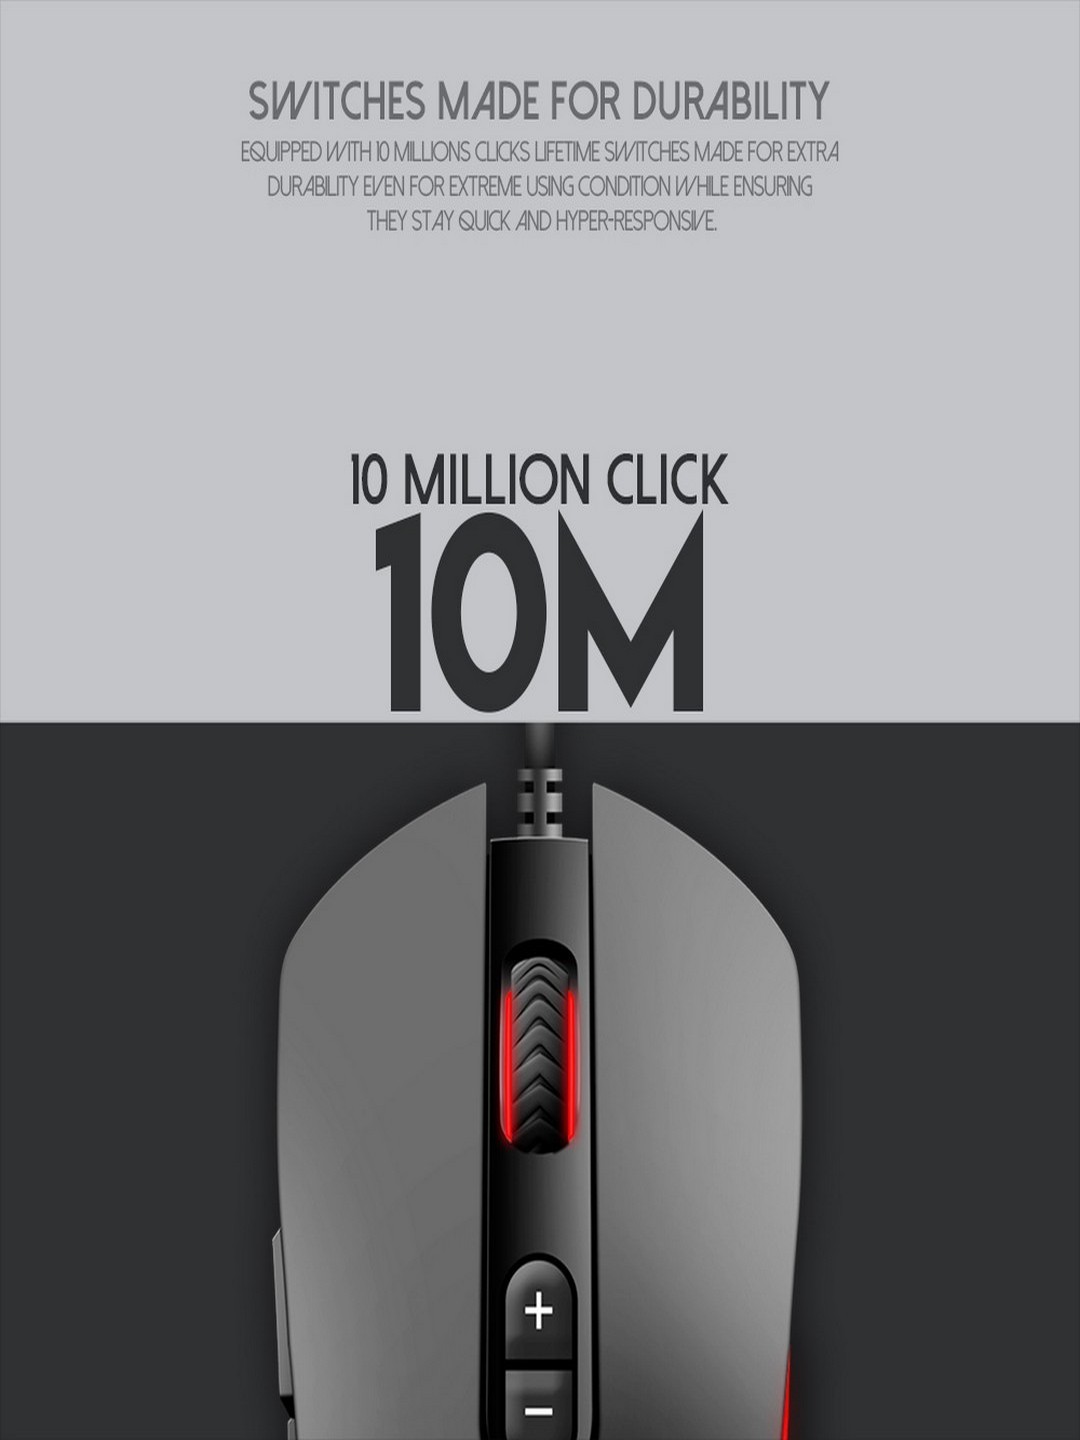 SWITCHES MADE FOR DURABILITY
EQUIPPED WITH 10 MILLIONS CLICKS LIFETIME SWITCHES MADE FOR EXTRA
DURABILITY EVEN FOR EXTREME USING CONDITION WHILE ENSURING
THEY STAY QUICK AND HYPER-RESPONSIVE.
10 MILLION CLICK
10M
+
−